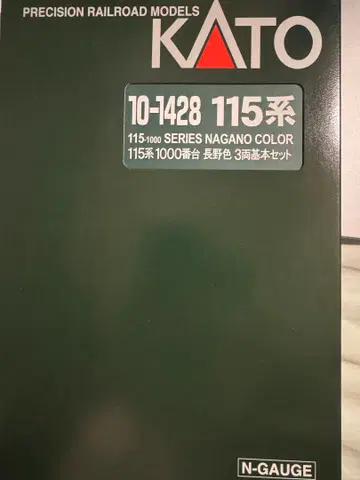 PRECISION RAILROAD MODELS
KATO
10-1428 115系
115-1000 SERIES NAGANO COLOR
115系1000番台 長野色 3両基本セット
N-GAUGE